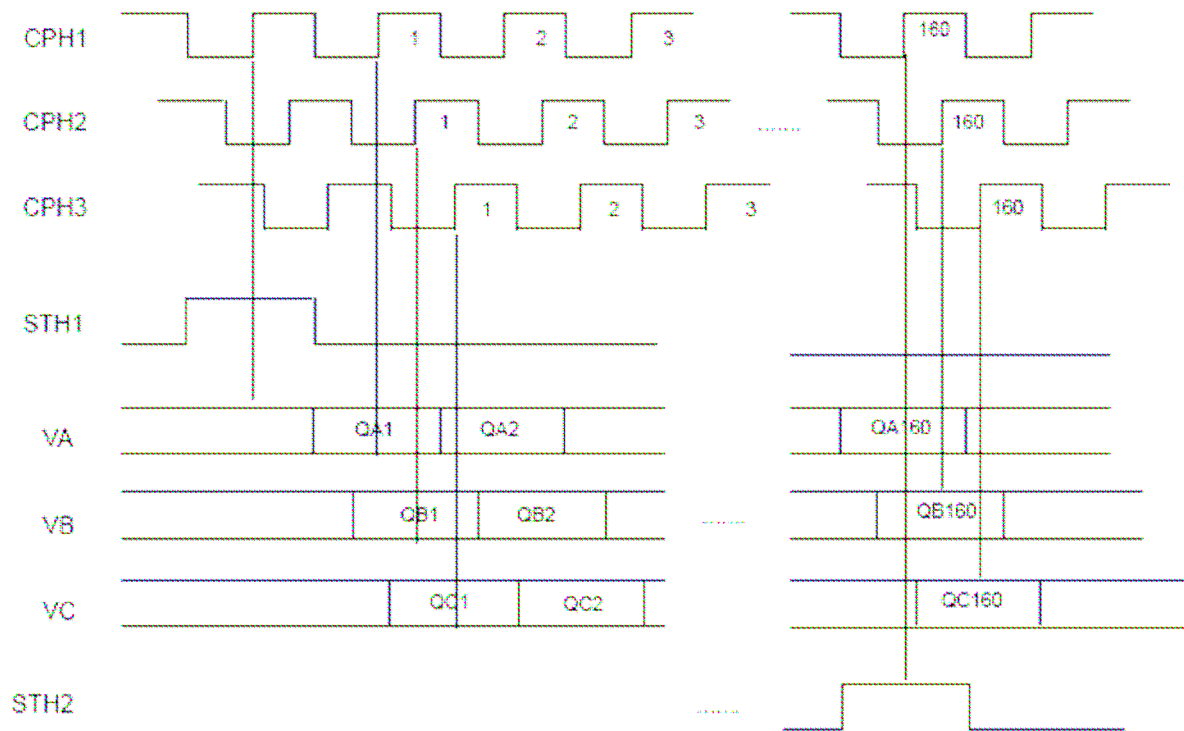 CPH1 1 2 3 160
CPH2 1 2 3 ....... 160
CPH3 1 2 3 160
STH1
VA QA1 QA2 QA160
VB QB1 QB2 ....... QB160
VC QC1 QC2 QC160
STH2 .......